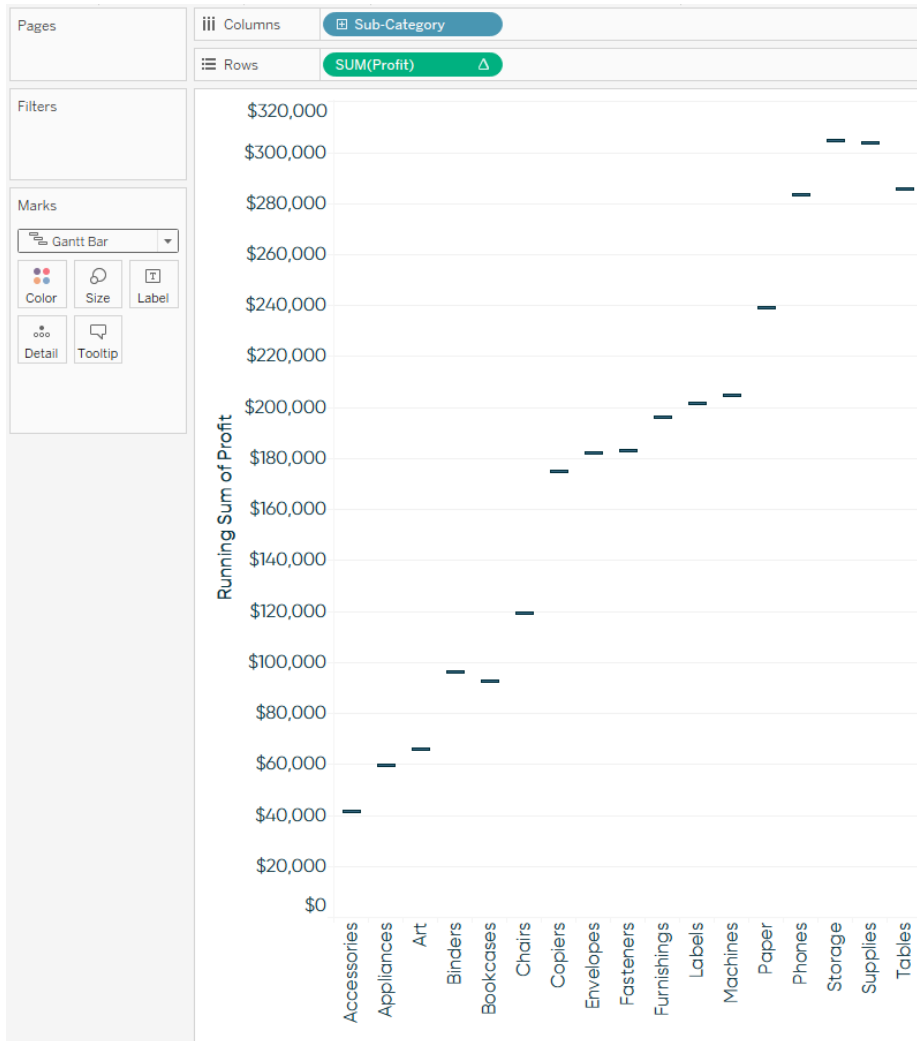 Pages
Columns
Sub-Category
Rows
SUM(Profit)
Filters
Marks
Gantt Bar
Color
Size
Label
Detail
Tooltip
Running Sum of Profit
$320,000
$300,000
$280,000
$260,000
$240,000
$220,000
$200,000
$180,000
$160,000
$140,000
$120,000
$100,000
$80,000
$60,000
$40,000
$20,000
$0
Accessories
Appliances
Art
Binders
Bookcases
Chairs
Copiers
Envelopes
Fasteners
Furnishings
Labels
Machines
Paper
Phones
Storage
Supplies
Tables